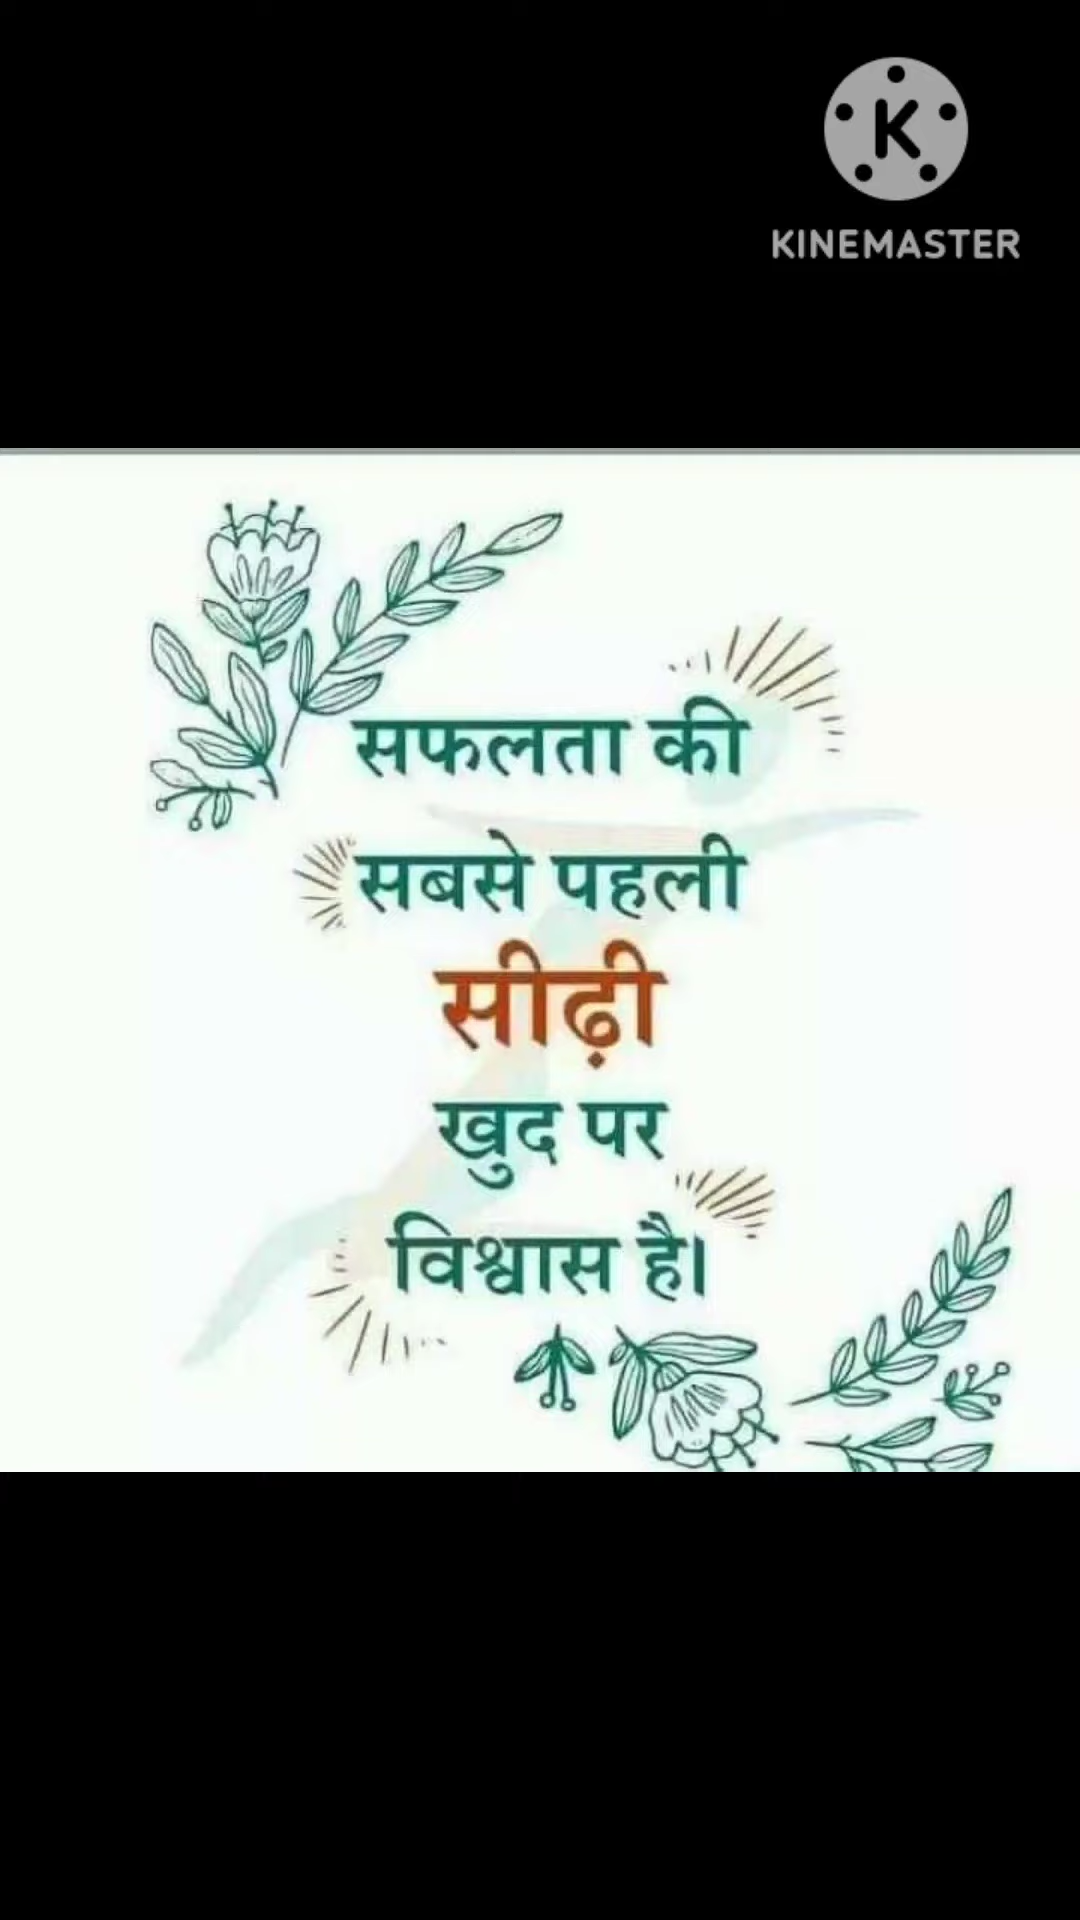 K
KINEMASTER
सफलता की
सबसे पहली
सीढ़ी
खुद पर
विश्वास है।